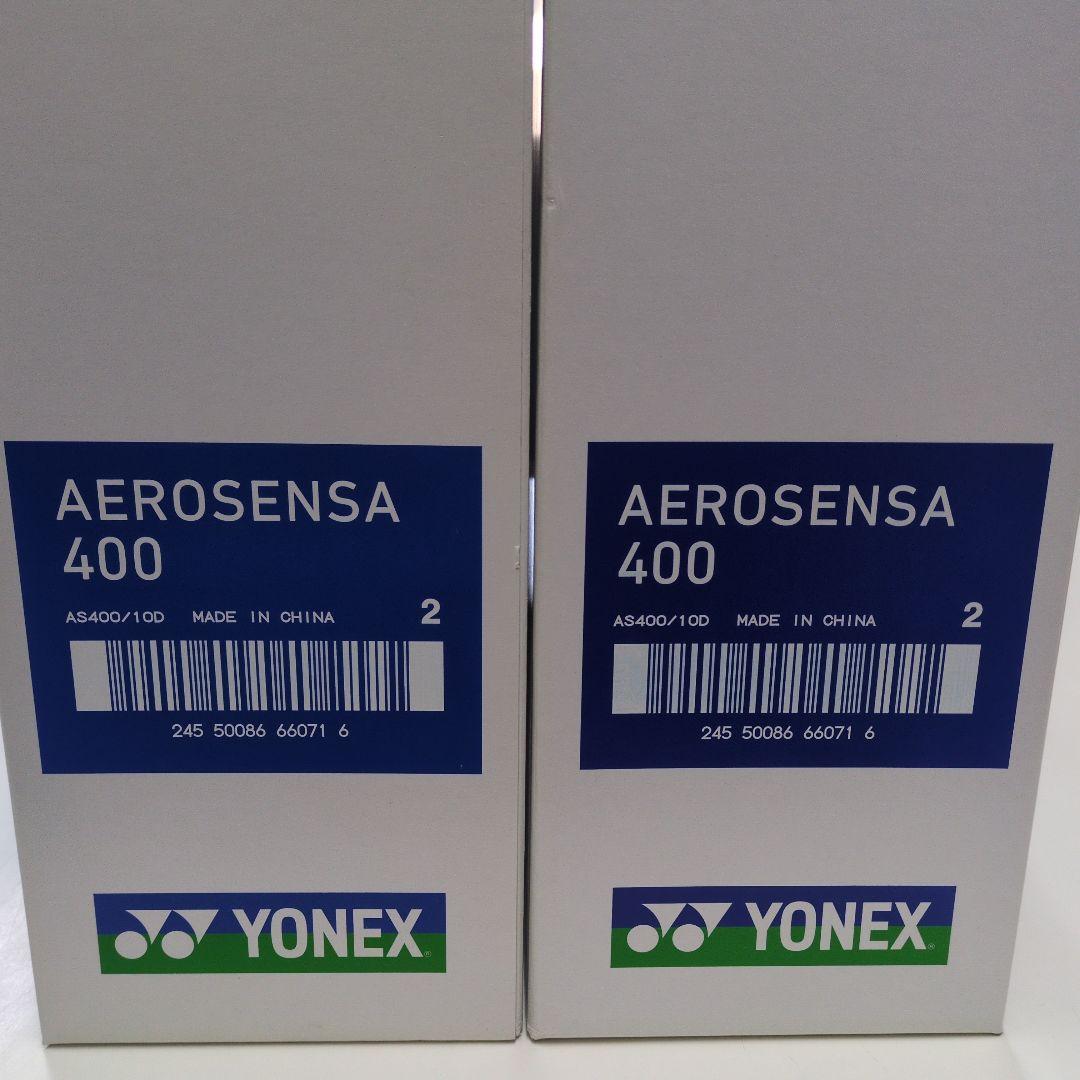 AEROSENSA
400
AS400/10D MADE IN CHINA 2
245 50086 66071 6
YONEX®
AEROSENSA
400
AS400/10D MADE IN CHINA 2
245 50086 66071 6
YONEX®